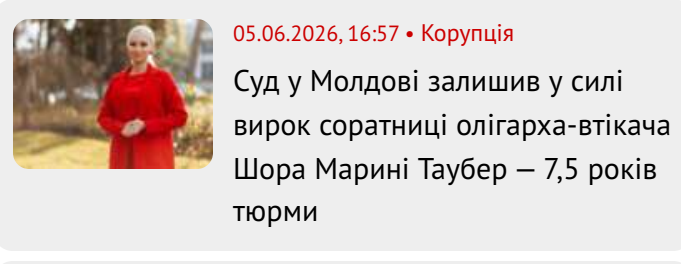 05.06.2026, 16:57 • Корупція
Суд у Молдові залишив у силі
вирок соратниці олігарха-втікача
Шора Марині Таубер — 7,5 років
тюрми